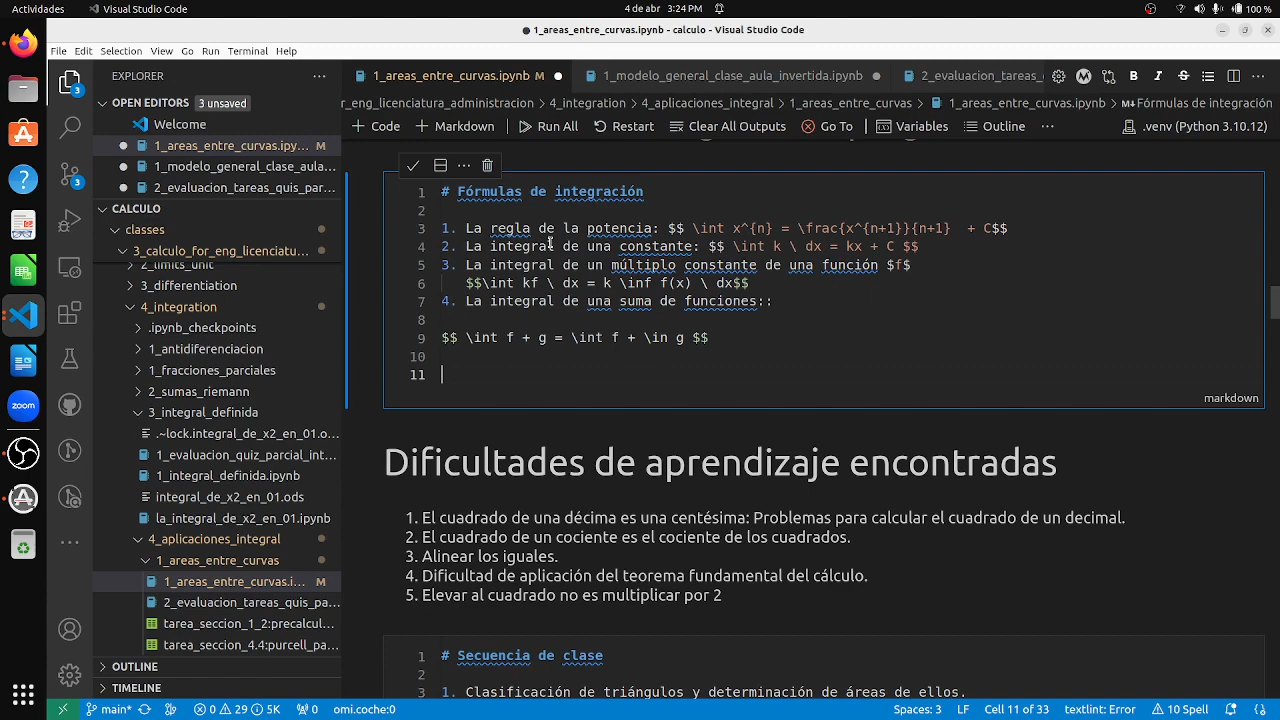 Actividades
Visual Studio Code
4 de abr 3:24 PM
100 %
1_areas_entre_curvas.ipynb - calculo - Visual Studio Code
File Edit Selection View Go Run Terminal Help
EXPLORER
OPEN EDITORS 3 unsaved
Welcome
1_areas_entre_curvas.ipy... M
1_modelo_general_clase_aula...
2_evaluacion_tareas_quis_par...
CALCULO
classes
3_calculo_for_eng_licenciatu...
2_limits_unit
3_differentiation
4_integration
.ipynb_checkpoints
1_antidiferenciacion
1_fracciones_parciales
2_sumas_riemann
3_integral_definida
.~lock.integral_de_x2_en_01.o...
1_evaluacion_quiz_parcial_int...
1_integral_definida.ipynb
integral_de_x2_en_01.ods
la_integral_de_x2_en_01.ipynb
4_aplicaciones_integral
1_areas_entre_curvas
1_areas_entre_curvas.i... M
2_evaluacion_tareas_quis_pa...
tarea_seccion_1_2:precalcul...
tarea_seccion_4.4:purcell_pa...
OUTLINE
TIMELINE
1_areas_entre_curvas.ipynb M
1_modelo_general_clase_aula_invertida.ipynb
2_evaluacion_tareas_
r_eng_licenciatura_administracion > 4_integration > 4_aplicaciones_integral > 1_areas_entre_curvas > 1_areas_entre_curvas.ipynb > Fórmulas de integración
+ Code + Markdown Run All Restart Clear All Outputs Go To Variables Outline ... .venv (Python 3.10.12)
1 # Fórmulas de integración
2
3 1. La regla de la potencia: $$ \int x^{n} = \frac{x^{n+1}}{n+1} + C$$
4 2. La integral de una constante: $$ \int k \ dx = kx + C $$
5 3. La integral de un múltiplo constante de una función $f$
6 $$\int kf \ dx = k \inf f(x) \ dx$$
7 4. La integral de una suma de funciones::
8
9 $$ \int f + g = \int f + \in g $$
10
11
markdown
Dificultades de aprendizaje encontradas
1. El cuadrado de una décima es una centésima: Problemas para calcular el cuadrado de un decimal.
2. El cuadrado de un cociente es el cociente de los cuadrados.
3. Alinear los iguales.
4. Dificultad de aplicación del teorema fundamental del cálculo.
5. Elevar al cuadrado no es multiplicar por 2
1 # Secuencia de clase
2
3 1. Clasificación de triángulos y determinación de áreas de ellos.
zoom
3
3
main* 0 29 5K 0 omi.coche:0 Spaces: 3 LF Cell 11 of 33 textlint: Error 10 Spell